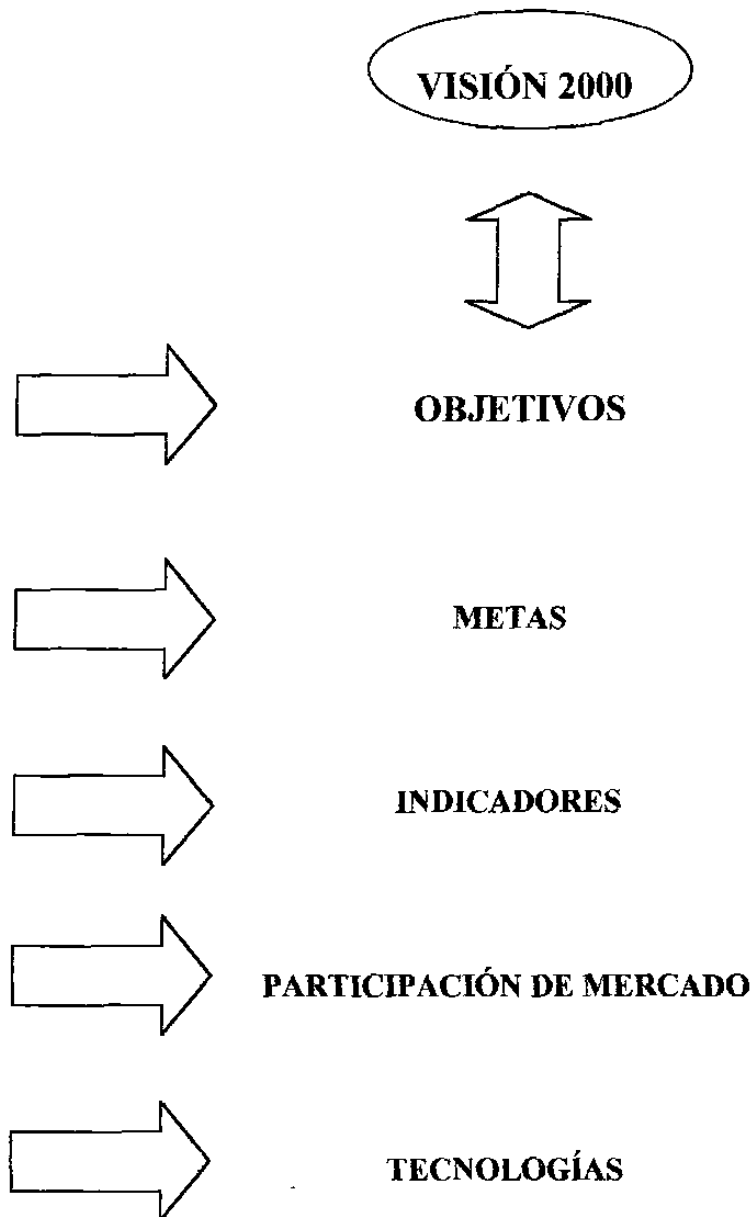 VISIÓN 2000
OBJETIVOS
METAS
INDICADORES
PARTICIPACIÓN DE MERCADO
TECNOLOGÍAS